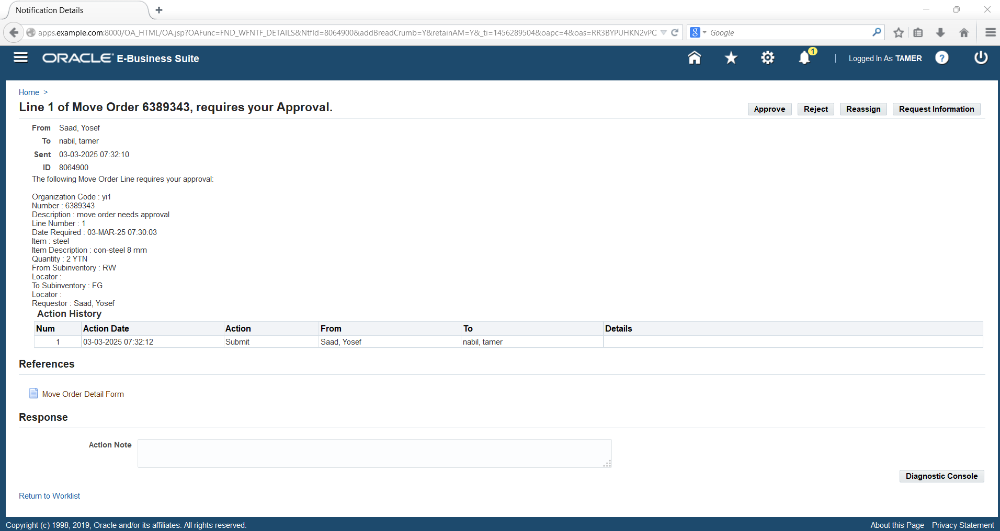 Notification Details
apps.example.com:8000/OA_HTML/OA.jsp?OAFunc=FND_WFNTF_DETAILS&NtfId=8064900&addBreadCrumb=Y&retainAM=Y&_ti=1456289504&oapc=4&oas=RR3BYPUHKN2vPC
8 Google
ORACLE E-Business Suite
1
Logged In As TAMER
?
Home >
Line 1 of Move Order 6389343, requires your Approval.
Approve Reject Reassign Request Information
From Saad, Yosef
To nabil, tamer
Sent 03-03-2025 07:32:10
ID 8064900
The following Move Order Line requires your approval:
Organization Code : yi1
Number : 6389343
Description : move order needs approval
Line Number : 1
Date Required : 03-MAR-25 07:30:03
Item : steel
Item Description : con-steel 8 mm
Quantity : 2 YTN
From Subinventory : RW
Locator :
To Subinventory : FG
Locator :
Requestor : Saad, Yosef
Action History
Num Action Date Action From To Details
1 03-03-2025 07:32:12 Submit Saad, Yosef nabil, tamer
References
Move Order Detail Form
Response
Action Note
Diagnostic Console
Return to Worklist
Copyright (c) 1998, 2019, Oracle and/or its affiliates. All rights reserved.
About this Page Privacy Statement